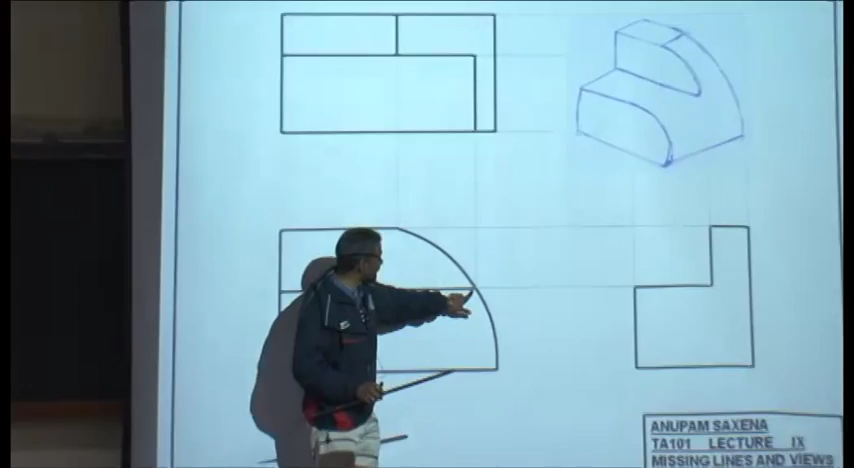 ANUPAM SAXENA
TA101 LECTURE IX
MISSING LINES AND VIEWS